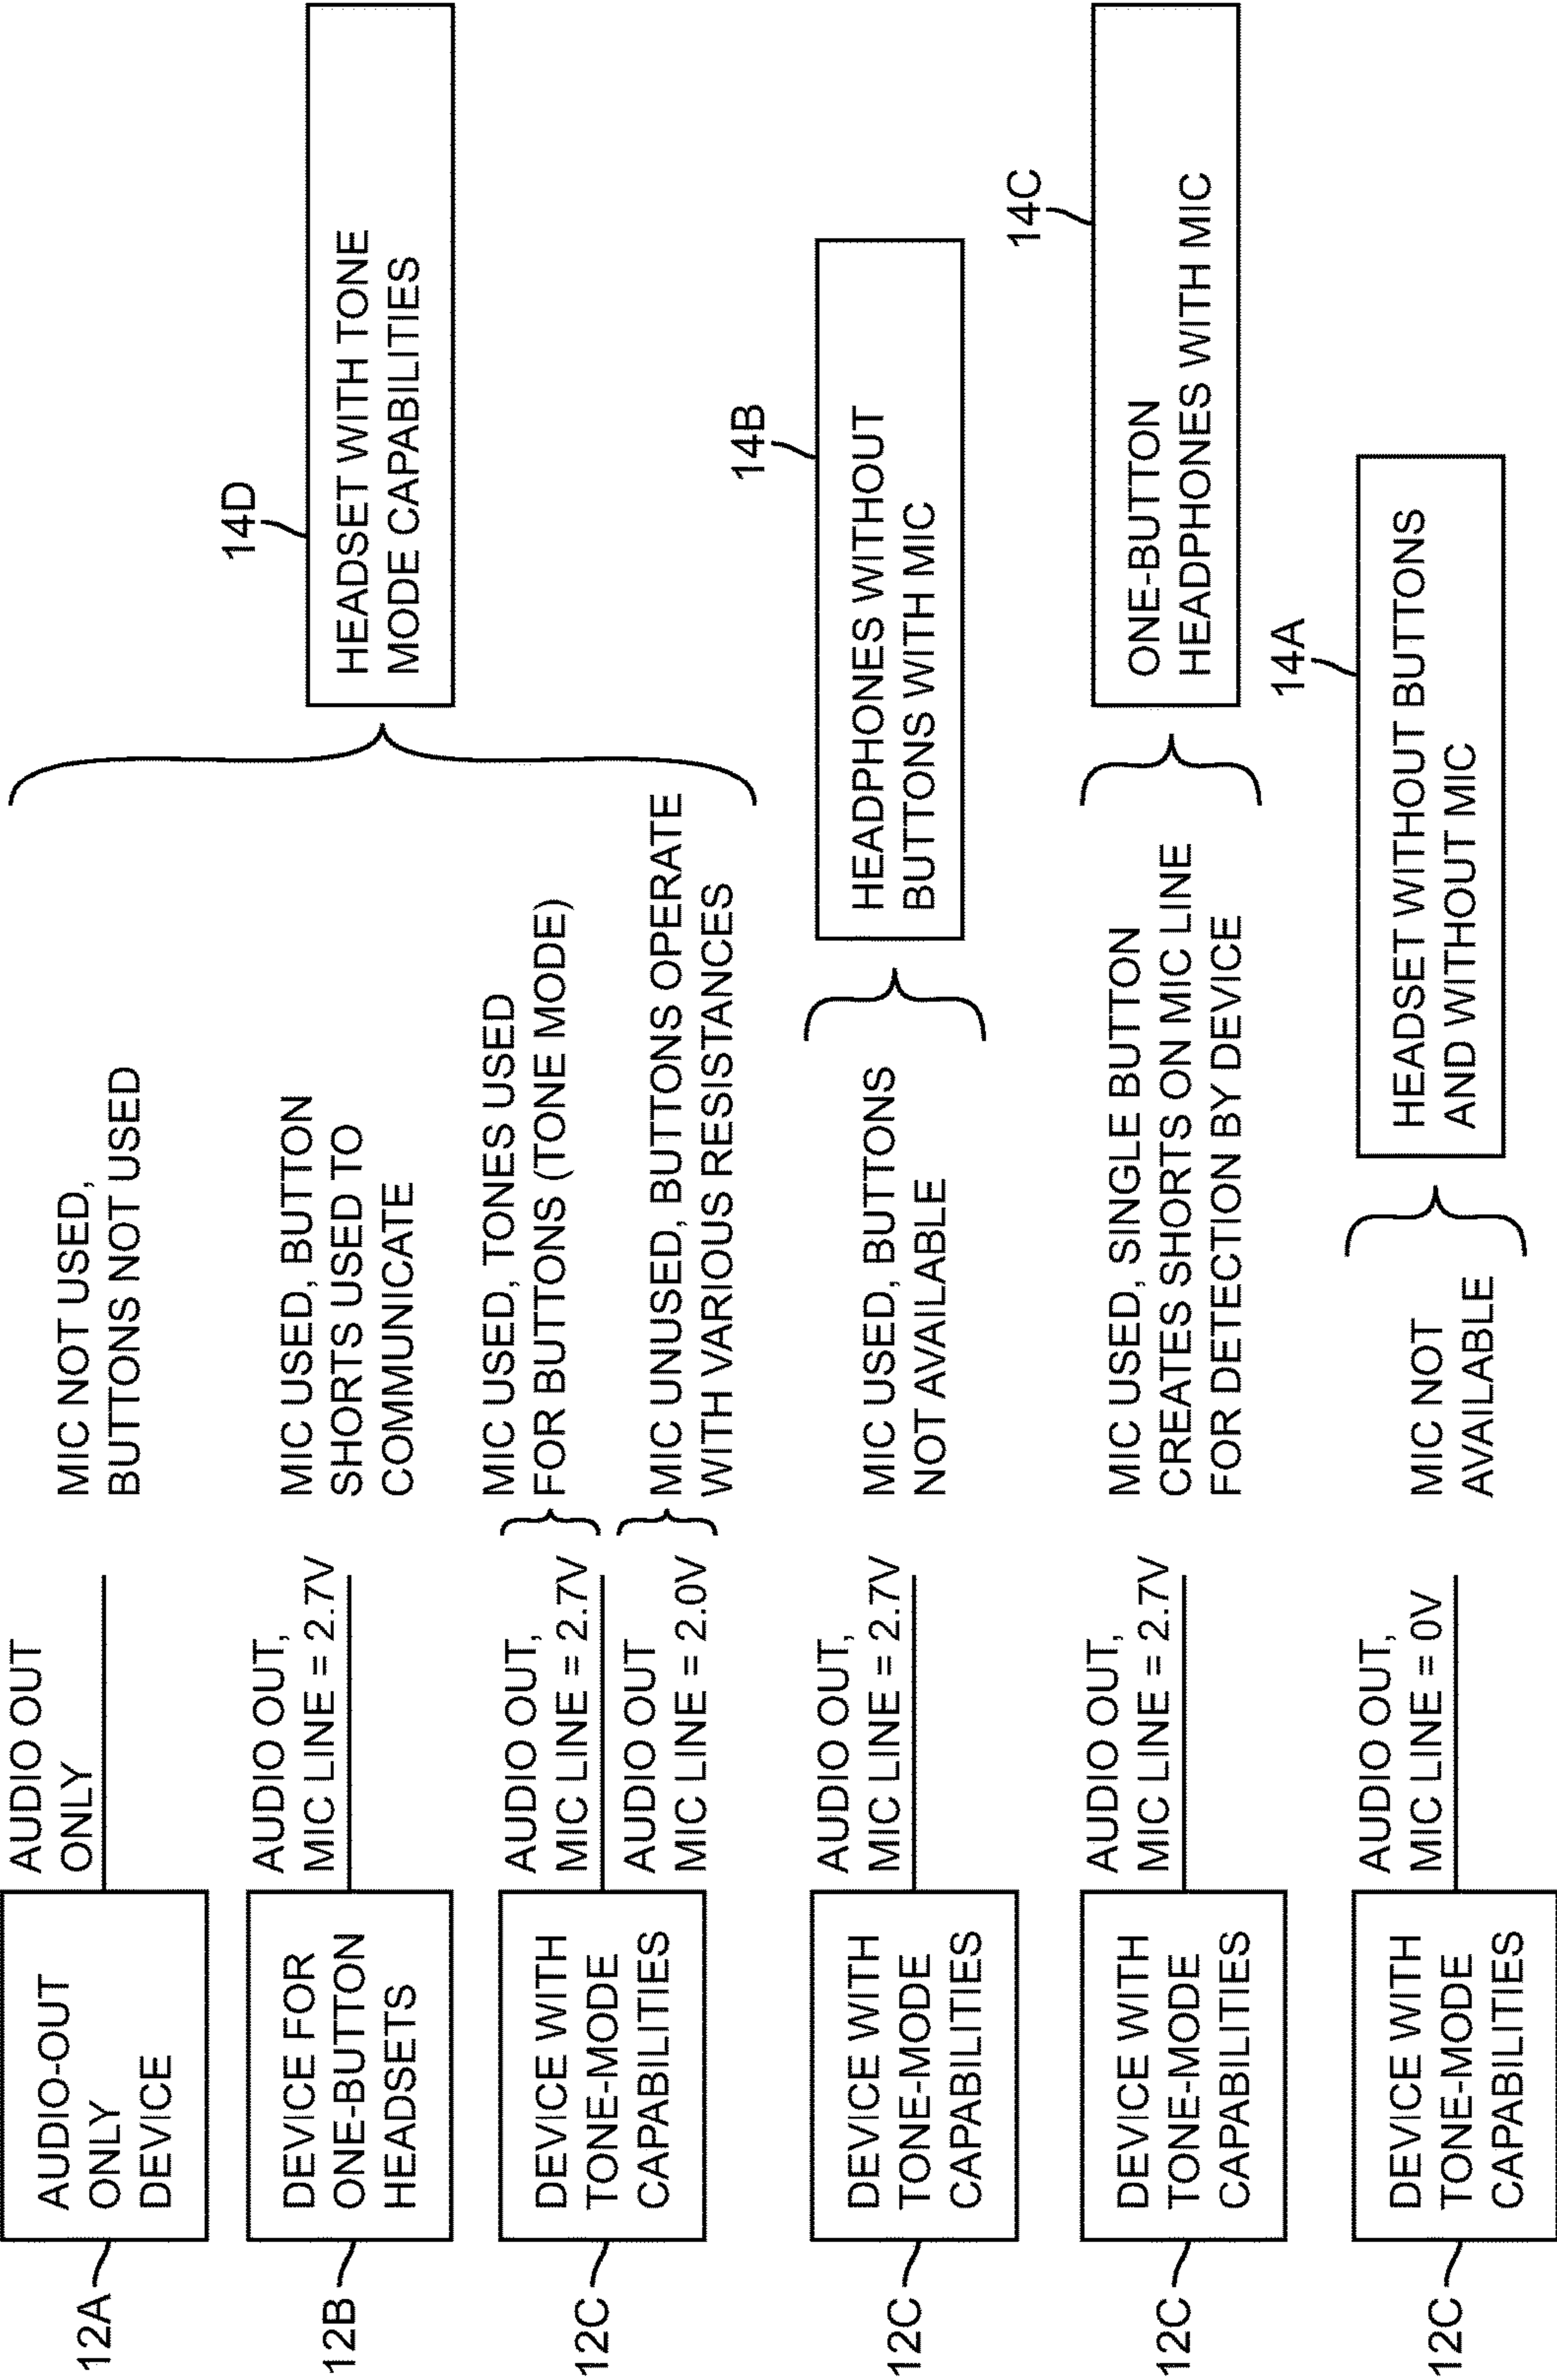 12A
AUDIO-OUT
ONLY
DEVICE
AUDIO OUT
ONLY
MIC NOT USED,
BUTTONS NOT USED
12B
DEVICE FOR
ONE-BUTTON
HEADSETS
AUDIO OUT,
MIC LINE = 2.7V
MIC USED, BUTTON
SHORTS USED TO
COMMUNICATE
12C
DEVICE WITH
TONE-MODE
CAPABILITIES
AUDIO OUT,
MIC LINE = 2.7V
MIC USED, TONES USED
FOR BUTTONS (TONE MODE)
AUDIO OUT
MIC LINE = 2.0V
MIC UNUSED, BUTTONS OPERATE
WITH VARIOUS RESISTANCES
14D
HEADSET WITH TONE
MODE CAPABILITIES
12C
DEVICE WITH
TONE-MODE
CAPABILITIES
AUDIO OUT,
MIC LINE = 2.7V
MIC USED, BUTTONS
NOT AVAILABLE
14B
HEADPHONES WITHOUT
BUTTONS WITH MIC
12C
DEVICE WITH
TONE-MODE
CAPABILITIES
AUDIO OUT,
MIC LINE = 2.7V
MIC USED, SINGLE BUTTON
CREATES SHORTS ON MIC LINE
FOR DETECTION BY DEVICE
14C
ONE-BUTTON
HEADPHONES WITH MIC
12C
DEVICE WITH
TONE-MODE
CAPABILITIES
AUDIO OUT,
MIC LINE = 0V
MIC NOT
AVAILABLE
14A
HEADSET WITHOUT BUTTONS
AND WITHOUT MIC